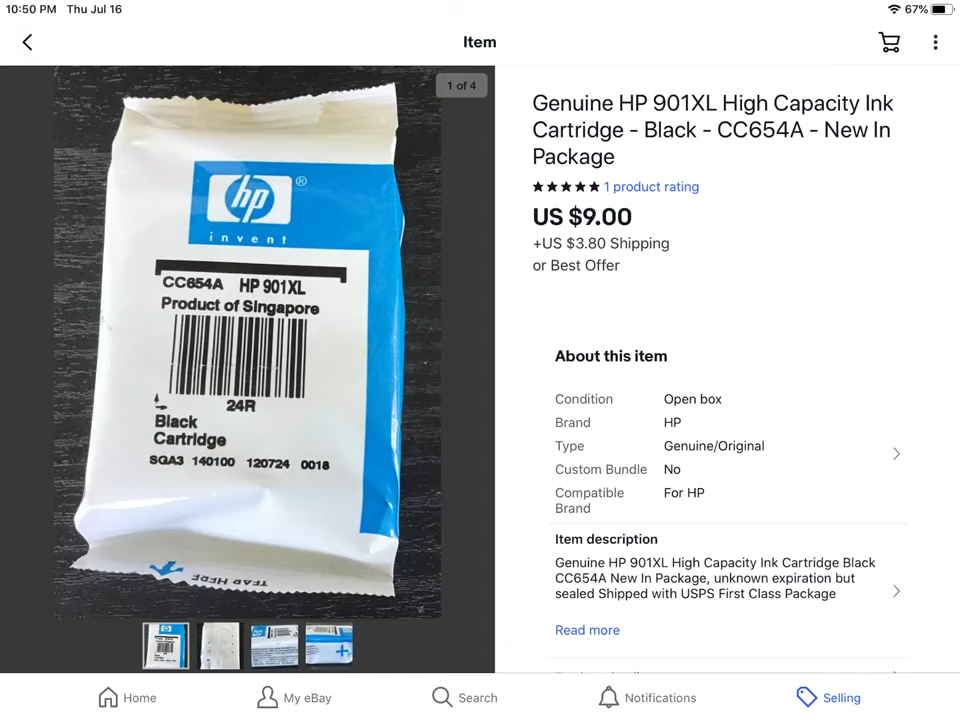 10:50 PM Thu Jul 16
67%
Item
1 of 4
hp®
invent
CC654A HP 901XL
Product of Singapore
24R
Black
Cartridge
SGA3 140100 120724 0018
TEAR HERE
Genuine HP 901XL High Capacity Ink
Cartridge - Black - CC654A - New In
Package
1 product rating
US $9.00
+US $3.80 Shipping
or Best Offer
About this item
Condition Open box
Brand HP
Type Genuine/Original
Custom Bundle No
Compatible For HP
Brand
Item description
Genuine HP 901XL High Capacity Ink Cartridge Black
CC654A New In Package, unknown expiration but
sealed Shipped with USPS First Class Package
Read more
Home
My eBay
Search
Notifications
Selling